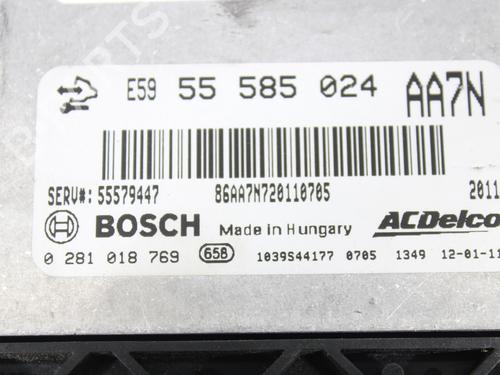 E59 55 585 024 AA7N
SERV#: 55579447 86AA7N720110705 2011
BOSCH Made in Hungary ACDelco
0 281 018 769 658 1039S44177 0705 1349 12-01-11